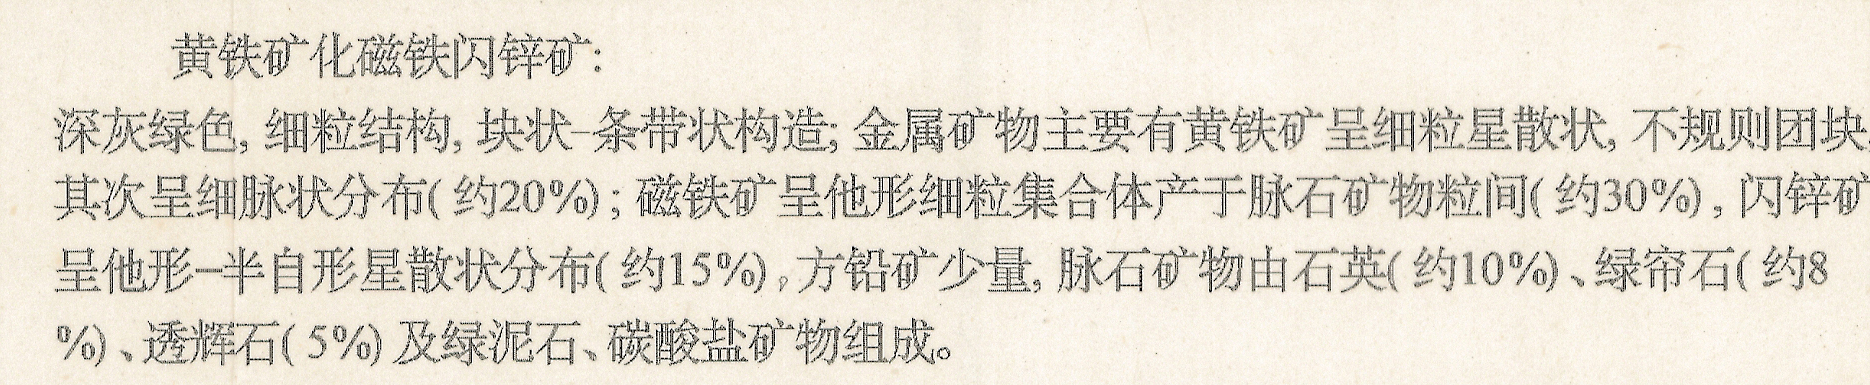 黄铁矿化磁铁闪锌矿:
深灰绿色, 细粒结构, 块状-条带状构造; 金属矿物主要有黄铁矿呈细粒星散状, 不规则团块,
其次呈细脉状分布(约20%); 磁铁矿呈他形细粒集合体产于脉石矿物粒间(约30%), 闪锌矿
呈他形-半自形星散状分布(约15%), 方铅矿少量, 脉石矿物由石英(约10%)、绿帘石(约8
%)、透辉石(5%)及绿泥石、碳酸盐矿物组成。